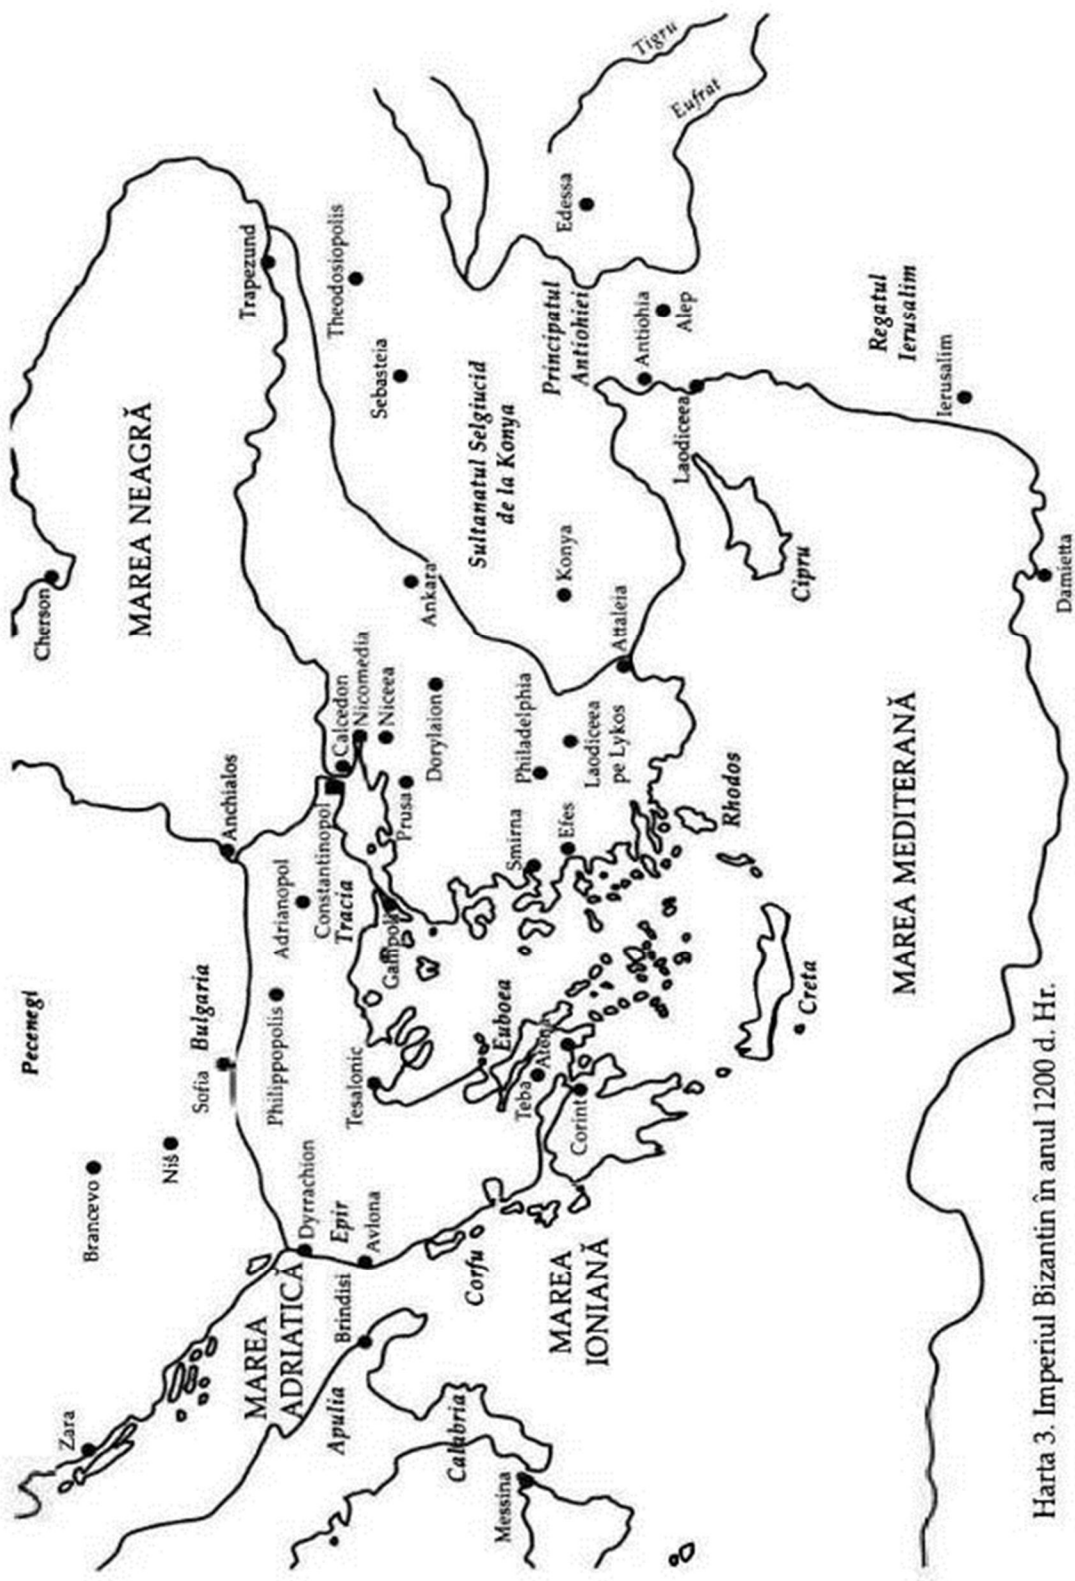 Zara
Brancevo
Niš
Pecenegi
Sofia
Bulgaria
Anchialos
Cherson
MAREA NEAGRĂ
Trapezund
Theodosiopolis
Sebasteia
MAREA
ADRIATICĂ
Dyrrachion
Philippopolis
Adrianopol
Constantinopol
Tracia
Calcedon
Nicomedia
Niceea
Apulia
Brindisi
Epir
Avlona
Tesalonic
Galipoli
Prusa
Dorylaion
Ankara
Sultanatul Selgiucid
de la Konya
Tigru
Eufrat
Edessa
Principatul
Antiohiei
Antiohia
Alep
Calabria
Messina
Corfu
MAREA
IONIANĂ
Euboea
Teba
Atena
Corint
Smirna
Efes
Philadelphia
Laodiceea
pe Lykos
Konya
Attaleia
Laodiceea
Rhodos
Cipru
Creta
Regatul
Ierusalim
Ierusalim
MAREA MEDITERANĂ
Damietta
Harta 3. Imperiul Bizantin în anul 1200 d. Hr.